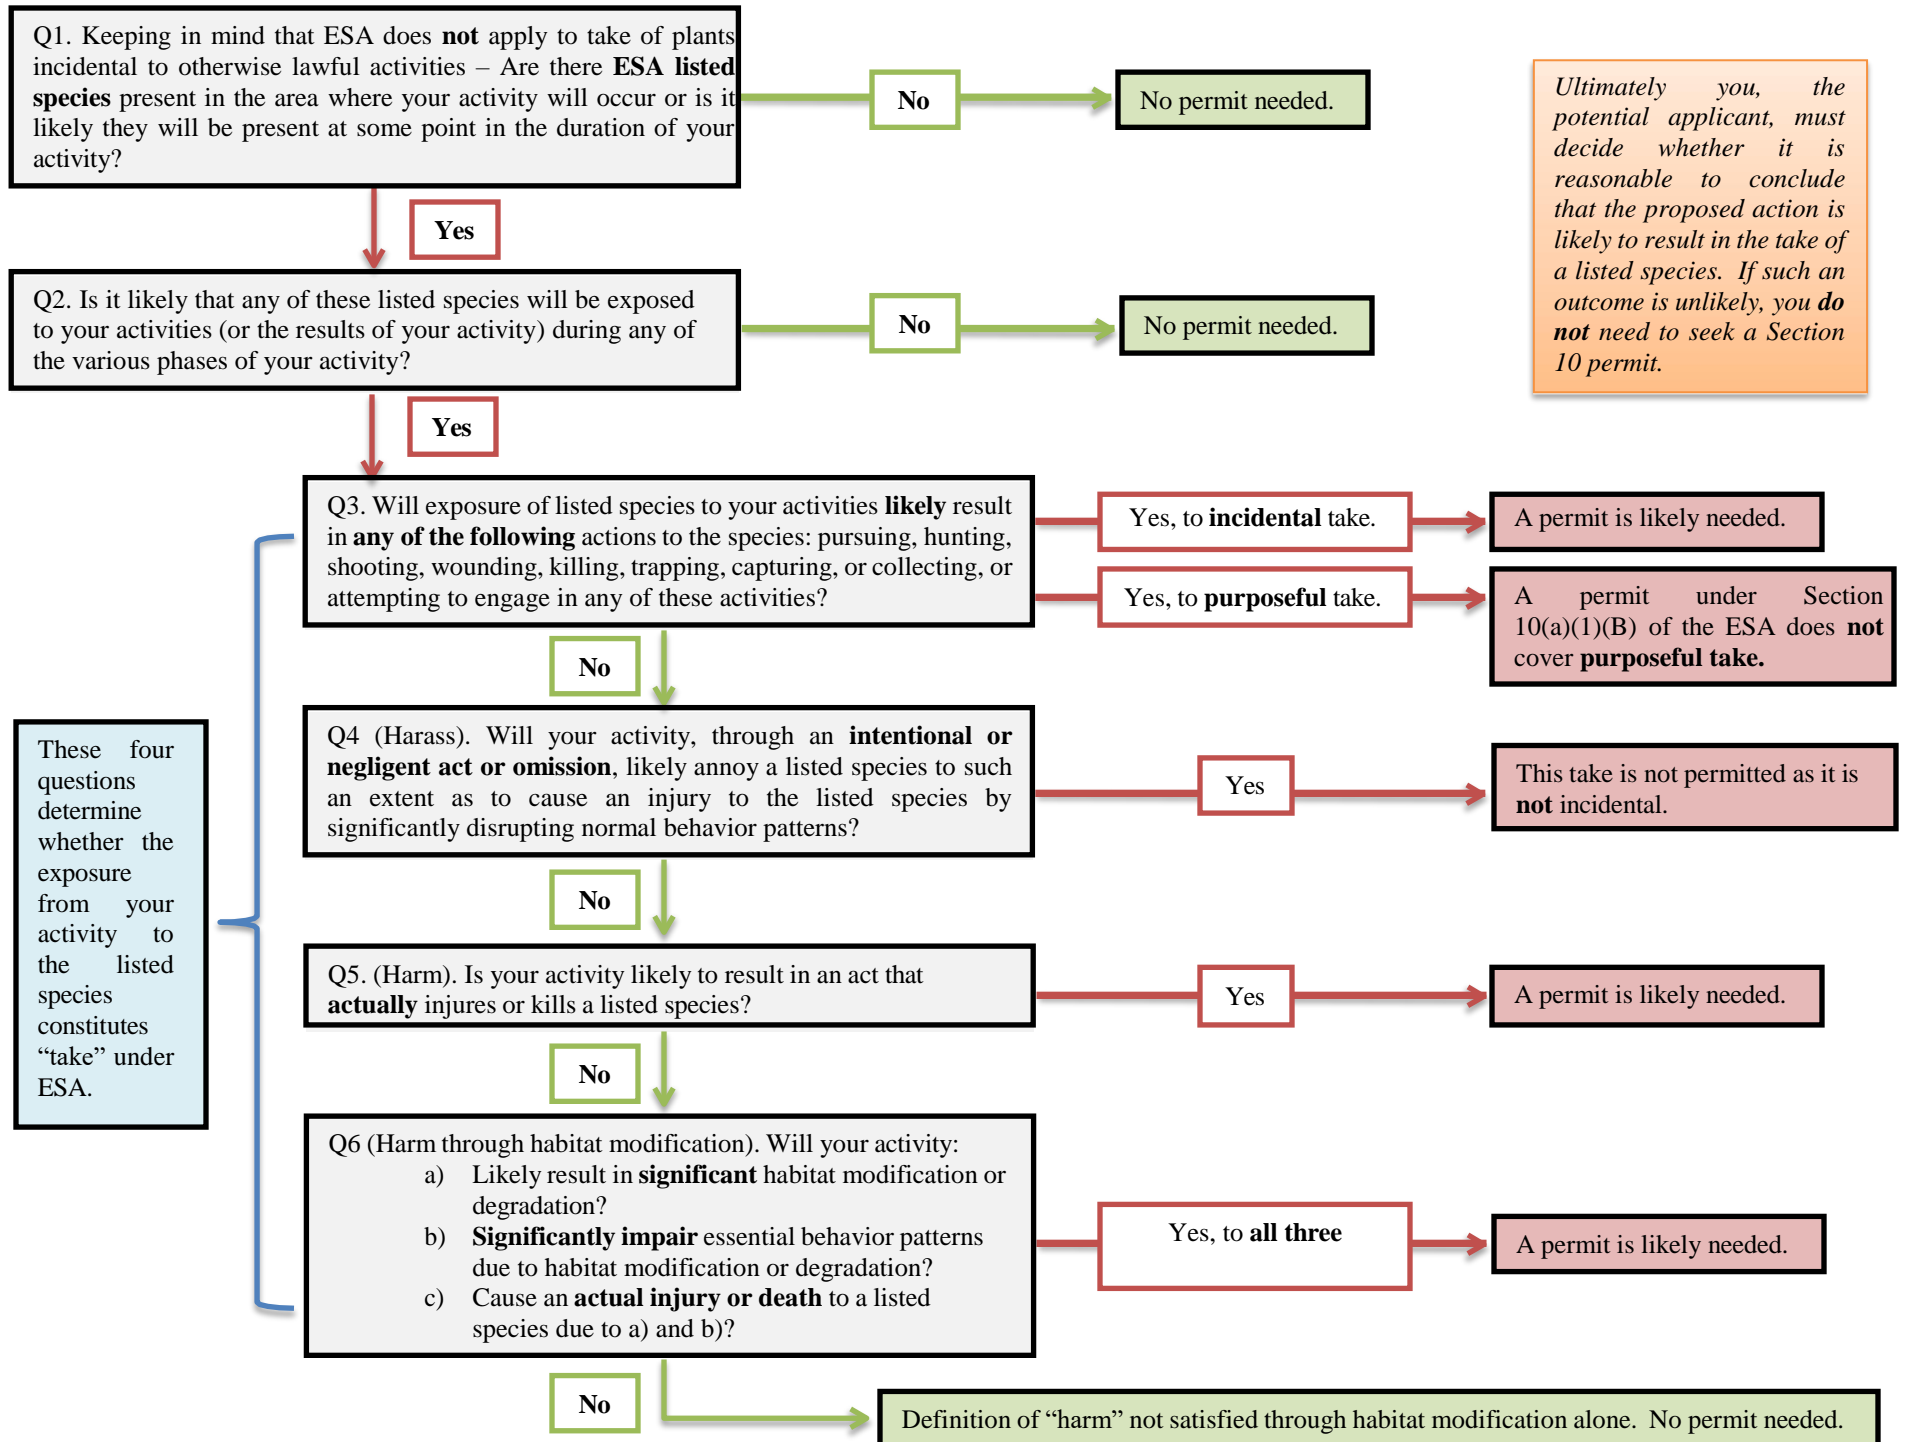 Q1. Keeping in mind that ESA does not apply to take of plants
incidental to otherwise lawful activities – Are there ESA listed
species present in the area where your activity will occur or is it
likely they will be present at some point in the duration of your
activity?
No
No permit needed.
Ultimately you, the
potential applicant, must
decide whether it is
reasonable to conclude
that the proposed action is
likely to result in the take of
a listed species. If such an
outcome is unlikely, you do
not need to seek a Section
10 permit.
Yes
Q2. Is it likely that any of these listed species will be exposed
to your activities (or the results of your activity) during any of
the various phases of your activity?
No
No permit needed.
Yes
Q3. Will exposure of listed species to your activities likely result
in any of the following actions to the species: pursuing, hunting,
shooting, wounding, killing, trapping, capturing, or collecting, or
attempting to engage in any of these activities?
Yes, to incidental take.
A permit is likely needed.
Yes, to purposeful take.
A permit under Section
10(a)(1)(B) of the ESA does not
cover purposeful take.
No
These four
questions
determine
whether the
exposure
from your
activity to
the listed
species
constitutes
“take” under
ESA.
Q4 (Harass). Will your activity, through an intentional or
negligent act or omission, likely annoy a listed species to such
an extent as to cause an injury to the listed species by
significantly disrupting normal behavior patterns?
Yes
This take is not permitted as it is
not incidental.
No
Q5. (Harm). Is your activity likely to result in an act that
actually injures or kills a listed species?
Yes
A permit is likely needed.
No
Q6 (Harm through habitat modification). Will your activity:
a) Likely result in significant habitat modification or
degradation?
b) Significantly impair essential behavior patterns
due to habitat modification or degradation?
c) Cause an actual injury or death to a listed
species due to a) and b)?
Yes, to all three
A permit is likely needed.
No
Definition of “harm” not satisfied through habitat modification alone. No permit needed.